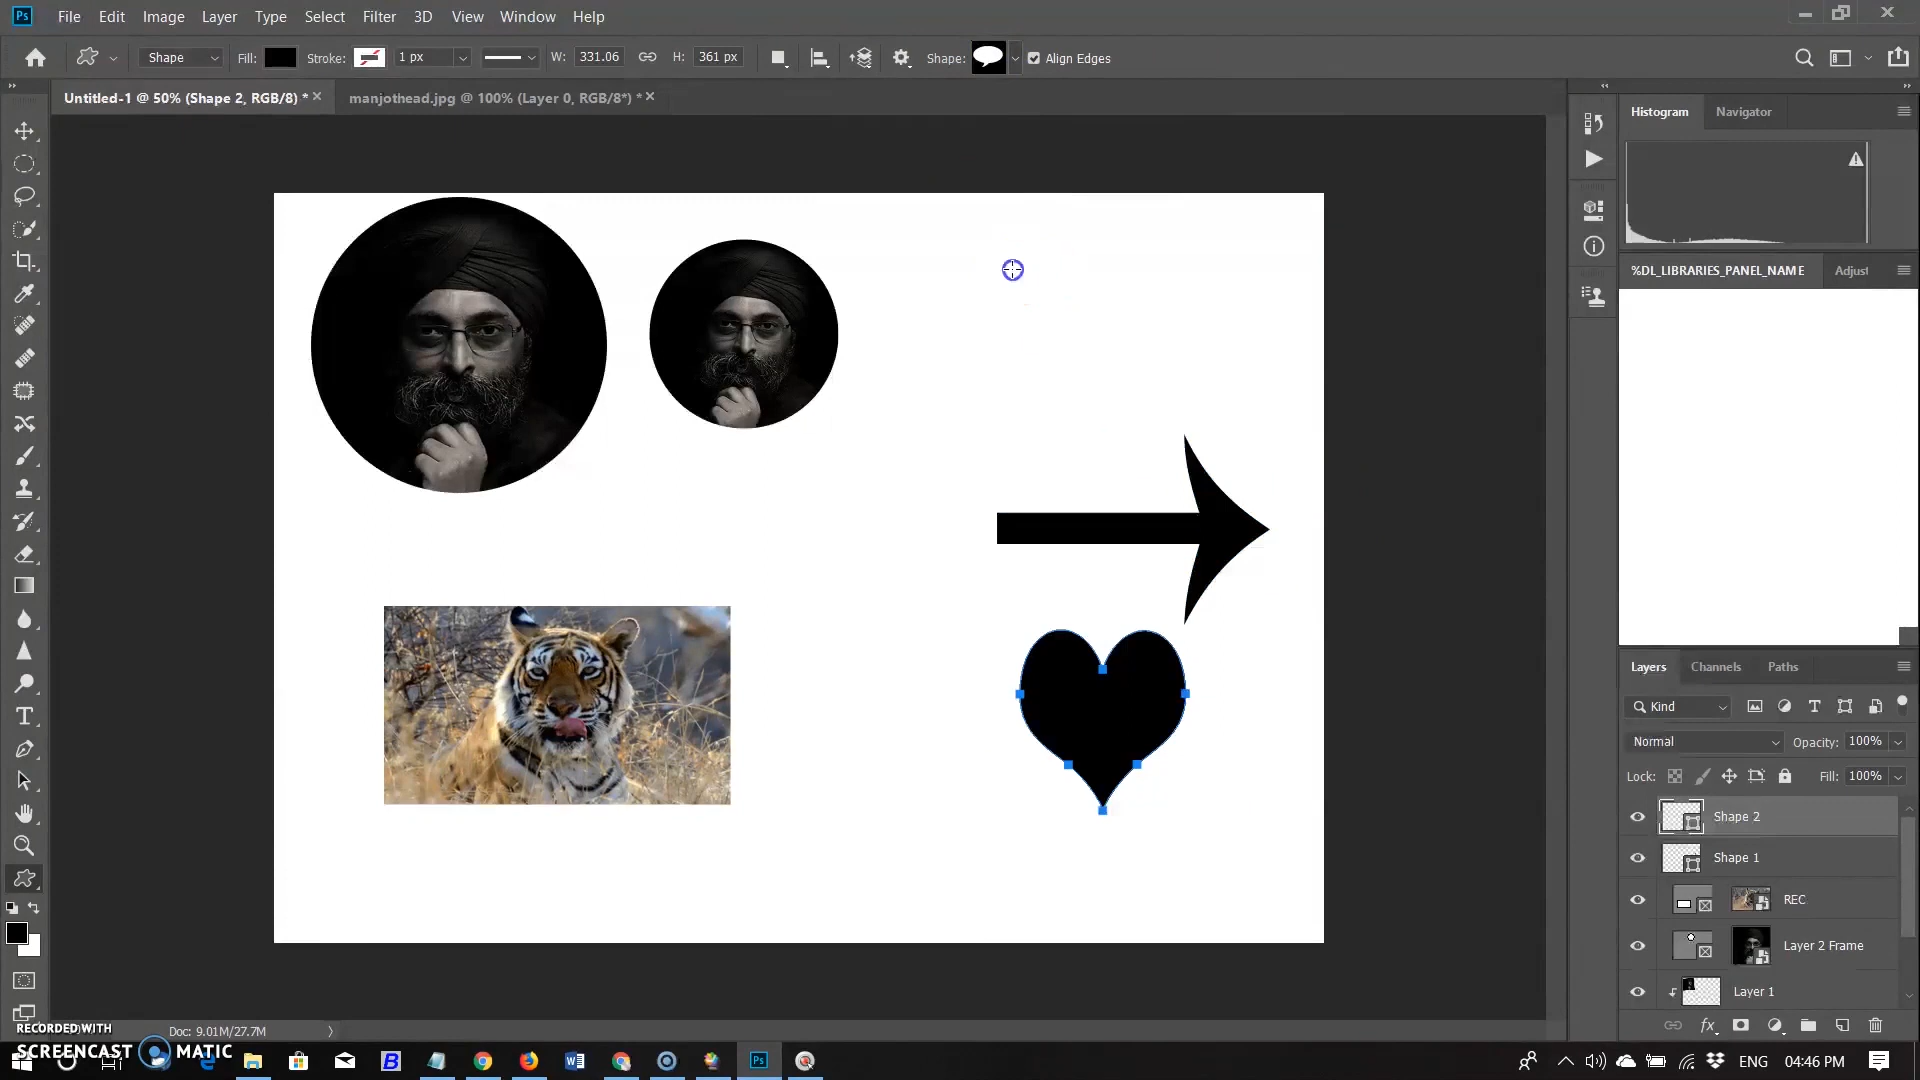 Ps File Edit Image Layer Type Select Filter 3D View Window Help
Shape Fill: Stroke: 1 px W: 331.06 H: 361 px Shape: Align Edges
Untitled-1 @ 50% (Shape 2, RGB/8) * manjothead.jpg @ 100% (Layer 0, RGB/8*) *
Histogram Navigator
%DL_LIBRARIES_PANEL_NAME Adjust
Layers Channels Paths
Kind
Normal Opacity: 100%
Lock: Fill: 100%
Shape 2
Shape 1
REC
Layer 2 Frame
Layer 1
fx
Doc: 9.01M/27.7M
RECORDED WITH
SCREENCAST MATIC
Ps
ENG 04:46 PM